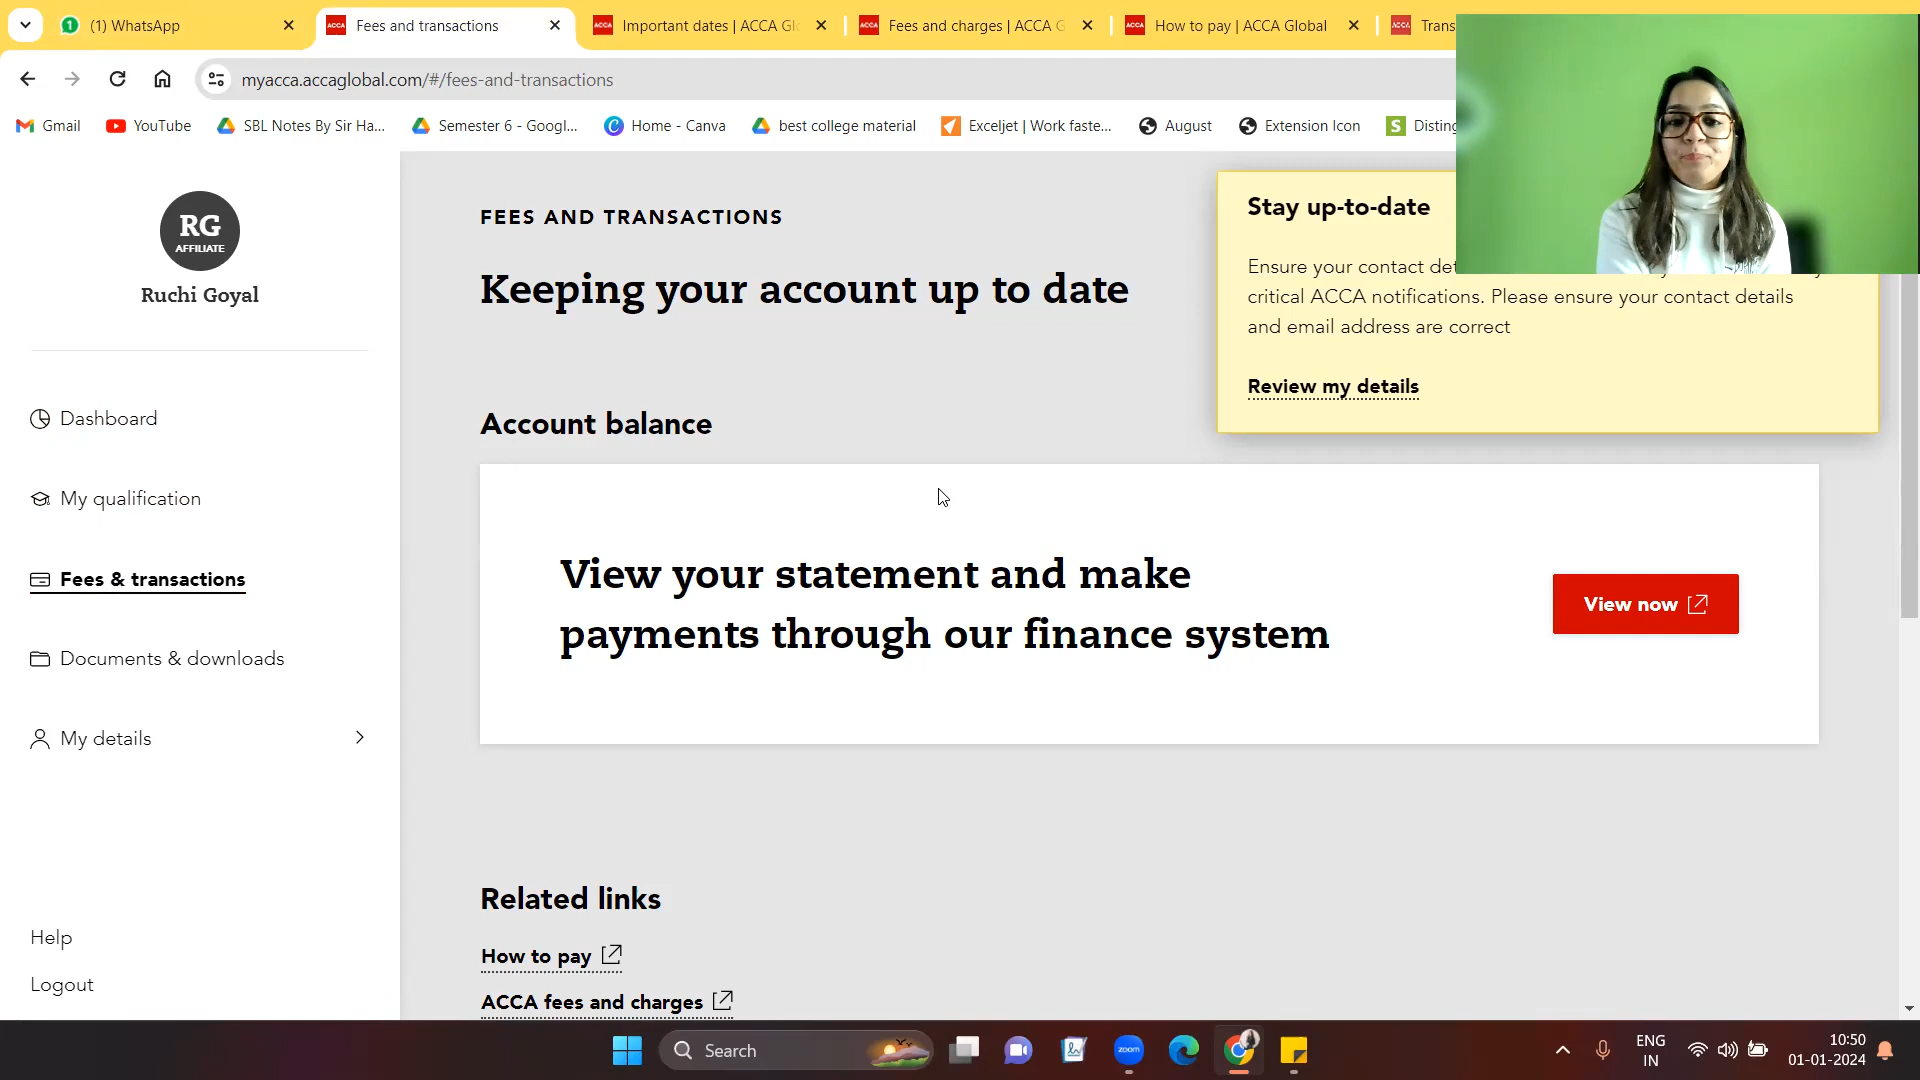 (1) WhatsApp
Fees and transactions
Important dates | ACCA Gl
Fees and charges | ACCA G
How to pay | ACCA Global
Trans
myacca.accaglobal.com/#/fees-and-transactions
Gmail
YouTube
SBL Notes By Sir Ha...
Semester 6 - Googl...
Home - Canva
best college material
Exceljet | Work faste...
August
Extension Icon
Disting
RG
AFFILIATE
Ruchi Goyal
Dashboard
My qualification
Fees & transactions
Documents & downloads
My details
Help
Logout
FEES AND TRANSACTIONS
Keeping your account up to date
Stay up-to-date
Ensure your contact
critical ACCA notifications. Please ensure your contact details
and email address are correct
Review my details
Account balance
View your statement and make
payments through our finance system
View now
Related links
How to pay
ACCA fees and charges
Search
zoom
ENG
IN
10:50
01-01-2024